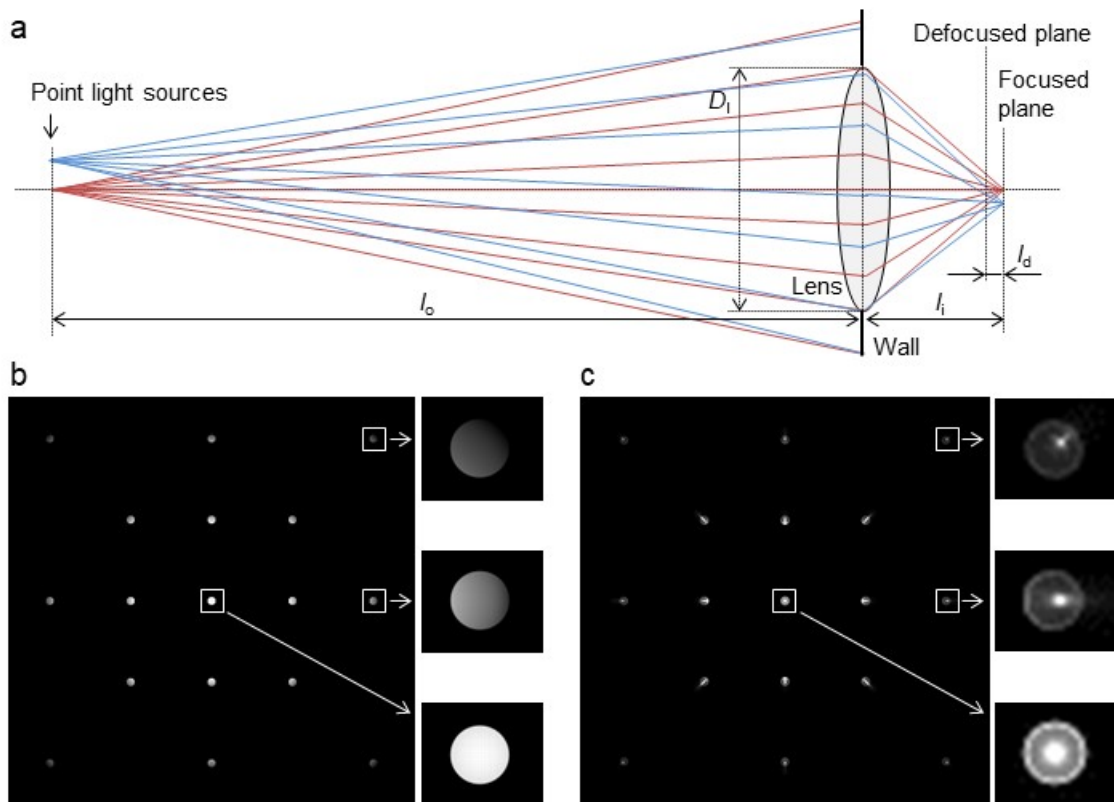 a
Point light sources
Defocused plane
Focused
plane
D_l
l_d
Lens
l_o
l_i
Wall
b
c